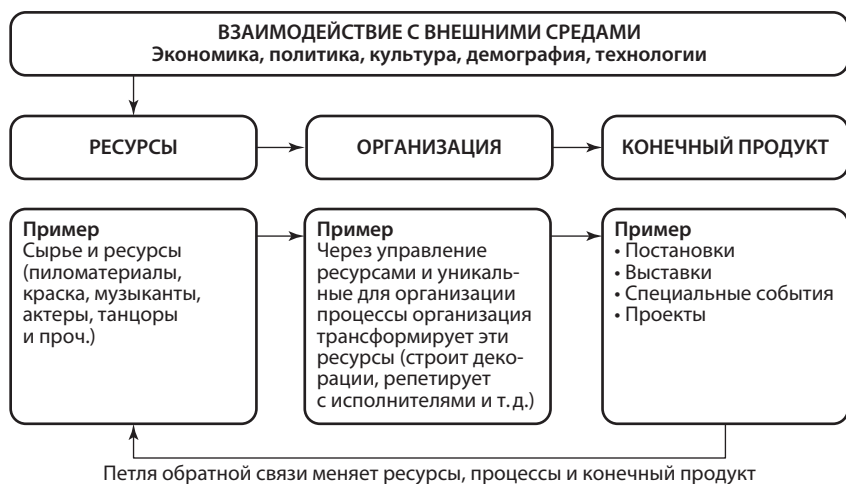 ВЗАИМОДЕЙСТВИЕ С ВНЕШНИМИ СРЕДАМИ
Экономика, политика, культура, демография, технологии
РЕСУРСЫ
ОРГАНИЗАЦИЯ
КОНЕЧНЫЙ ПРОДУКТ
Пример
Сырье и ресурсы
(пиломатериалы,
краска, музыканты,
актеры, танцоры
и проч.)
Пример
Через управление
ресурсами и уникаль-
ные для организации
процессы организация
трансформирует эти
ресурсы (строит деко-
рации, репетирует
с исполнителями и т. д.)
Пример
• Постановки
• Выставки
• Специальные события
• Проекты
Петля обратной связи меняет ресурсы, процессы и конечный продукт